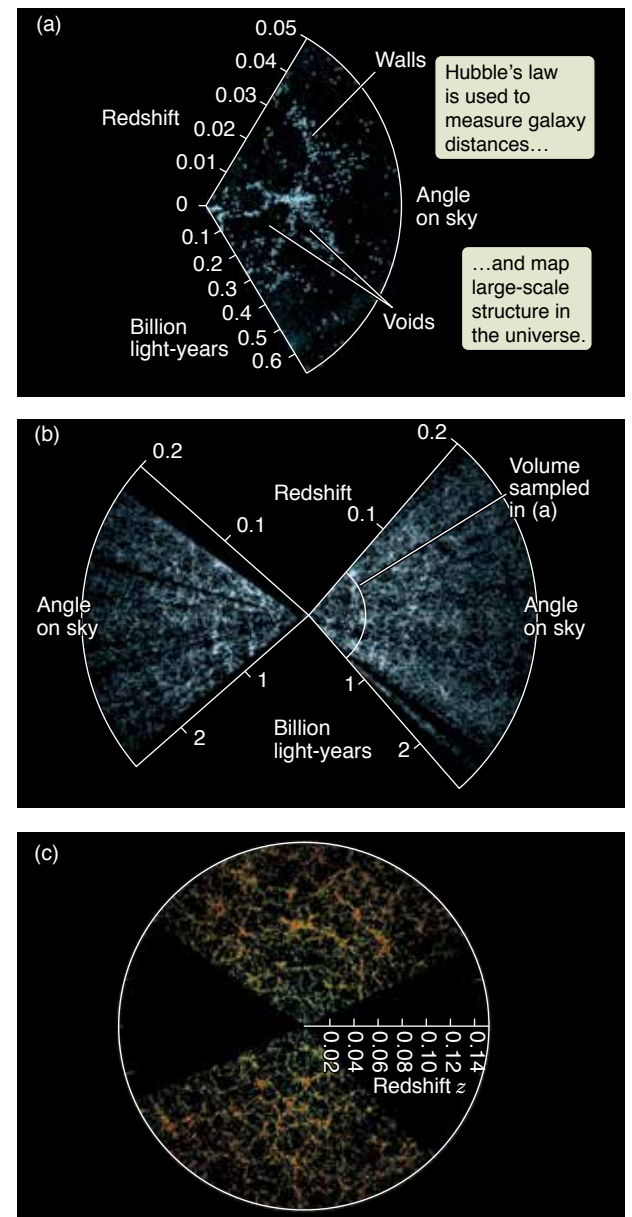 (a)
0.05
0.04
0.03
Redshift
0.02
0.01
0
0.1
0.2
0.3
0.4
0.5
0.6
Billion
light-years
Walls
Hubble’s law
is used to
measure galaxy
distances…
Angle
on sky
…and map
large-scale
structure in
the universe.
Voids
(b)
0.2
0.1
Redshift
0.2
0.1
Volume
sampled
in (a)
Angle
on sky
Angle
on sky
1
2
Billion
light-years
1
2
(c)
0.02
0.04
0.06
0.08
0.10
0.12
0.14
Redshift z